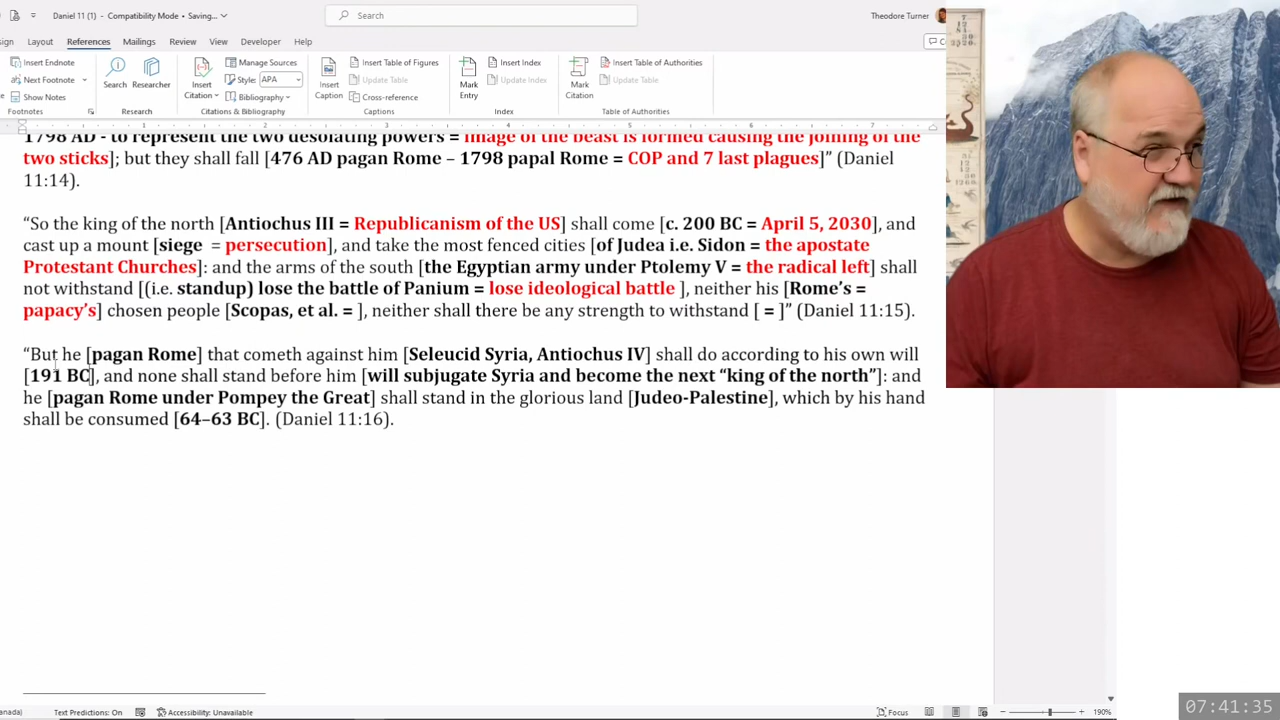 Daniel 11 (1) - Compatibility Mode • Saving...
Search
Theodore Turner
sign Layout References Mailings Review View Developer Help
Insert Endnote
Next Footnote
Show Notes
Footnotes
Search Researcher
Research
Insert Citation
Manage Sources
Style: APA
Bibliography
Citations & Bibliography
Insert Caption
Insert Table of Figures
Update Table
Cross-reference
Captions
Mark Entry
Insert Index
Update Index
Index
Mark Citation
Insert Table of Authorities
Update Table
Table of Authorities
1 2 3 4 5 6 7
1798 AD - to represent the two desolating powers = image of the beast is formed causing the joining of the
two sticks]; but they shall fall [476 AD pagan Rome – 1798 papal Rome = COP and 7 last plagues]” (Daniel
11:14).
“So the king of the north [Antiochus III = Republicanism of the US] shall come [c. 200 BC = April 5, 2030], and
cast up a mount [siege = persecution], and take the most fenced cities [of Judea i.e. Sidon = the apostate
Protestant Churches]: and the arms of the south [the Egyptian army under Ptolemy V = the radical left] shall
not withstand [(i.e. standup) lose the battle of Panium = lose ideological battle ], neither his [Rome’s =
papacy’s] chosen people [Scopas, et al. = ], neither shall there be any strength to withstand [ = ]” (Daniel 11:15).
“But he [pagan Rome] that cometh against him [Seleucid Syria, Antiochus IV] shall do according to his own will
[191 BC], and none shall stand before him [will subjugate Syria and become the next “king of the north”]: and
he [pagan Rome under Pompey the Great] shall stand in the glorious land [Judeo-Palestine], which by his hand
shall be consumed [64–63 BC]. (Daniel 11:16).
anada) Text Predictions: On Accessibility: Unavailable Focus 190%
07:41:35